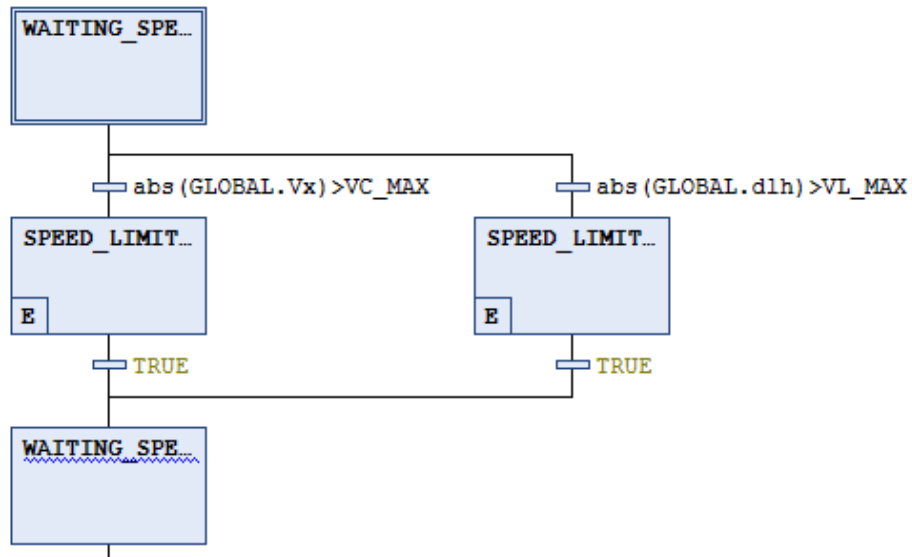 WAITING_SPE…
abs(GLOBAL.Vx)>VC_MAX
abs(GLOBAL.dlh)>VL_MAX
SPEED_LIMIT…
SPEED_LIMIT…
E
E
TRUE
TRUE
WAITING_SPE…